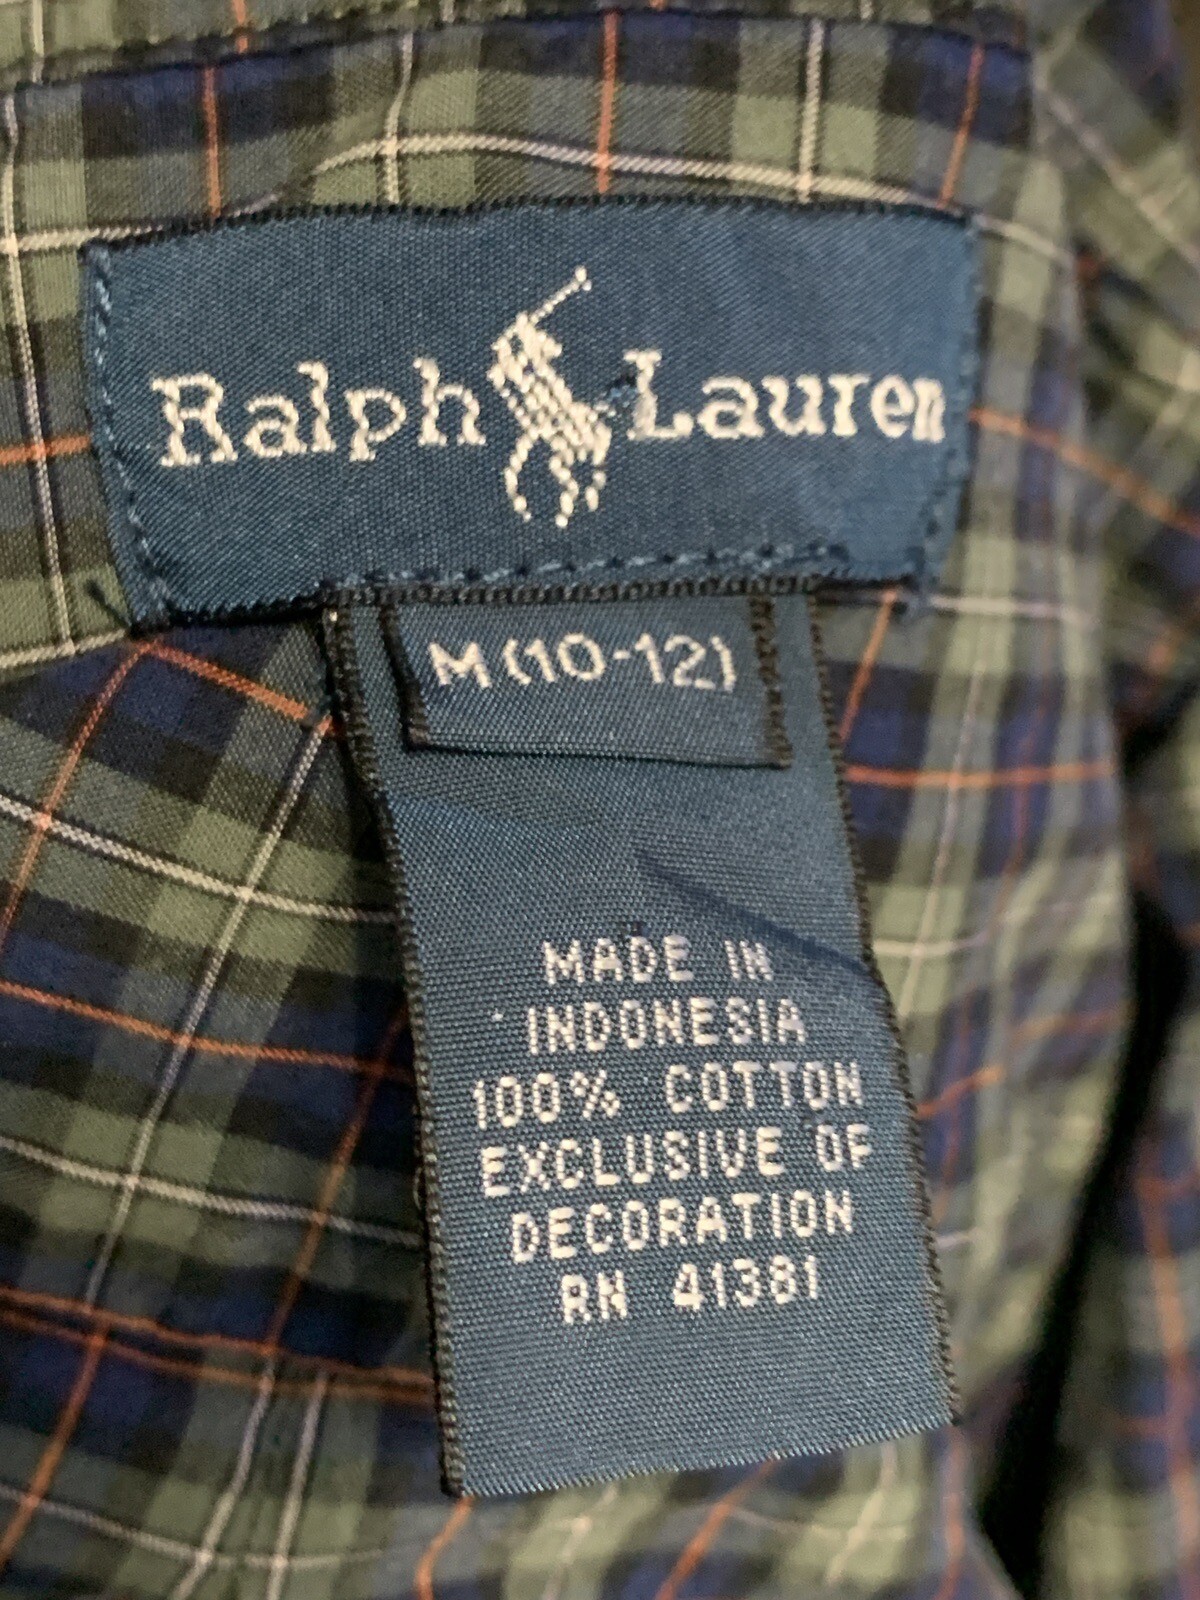 Ralph Lauren
M (10-12)
MADE IN
INDONESIA
100% COTTON
EXCLUSIVE OF
DECORATION
RN 41381